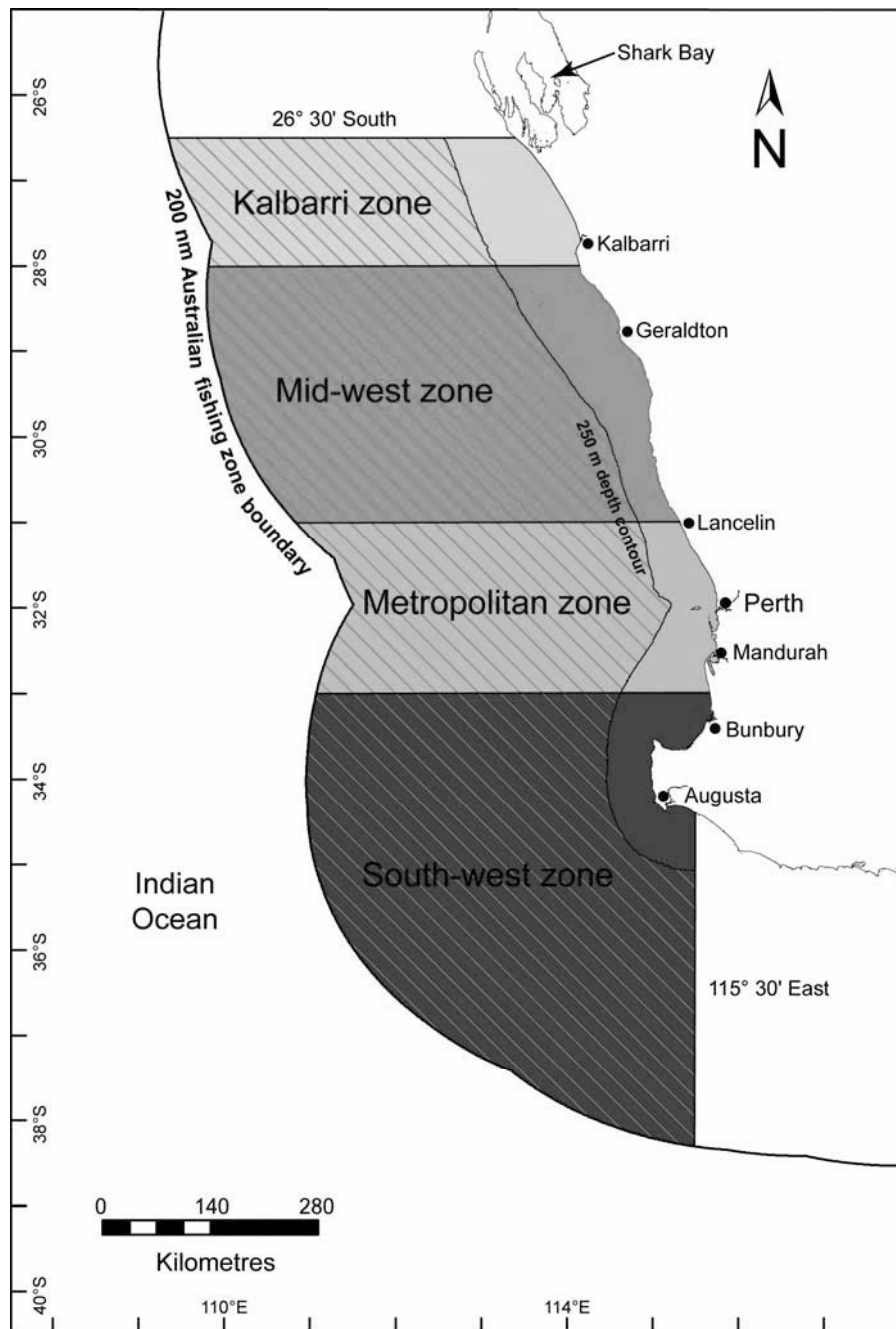 Shark Bay
26°S
26° 30' South
N
Kalbarri zone
Kalbarri
200 nm Australian fishing zone boundary
28°S
Geraldton
Mid-west zone
250 m depth contour
30°S
Lancelin
Metropolitan zone
Perth
32°S
Mandurah
Bunbury
34°S
Augusta
South-west zone
Indian
Ocean
36°S
115° 30' East
38°S
0 140 280
Kilometres
40°S
110°E
114°E